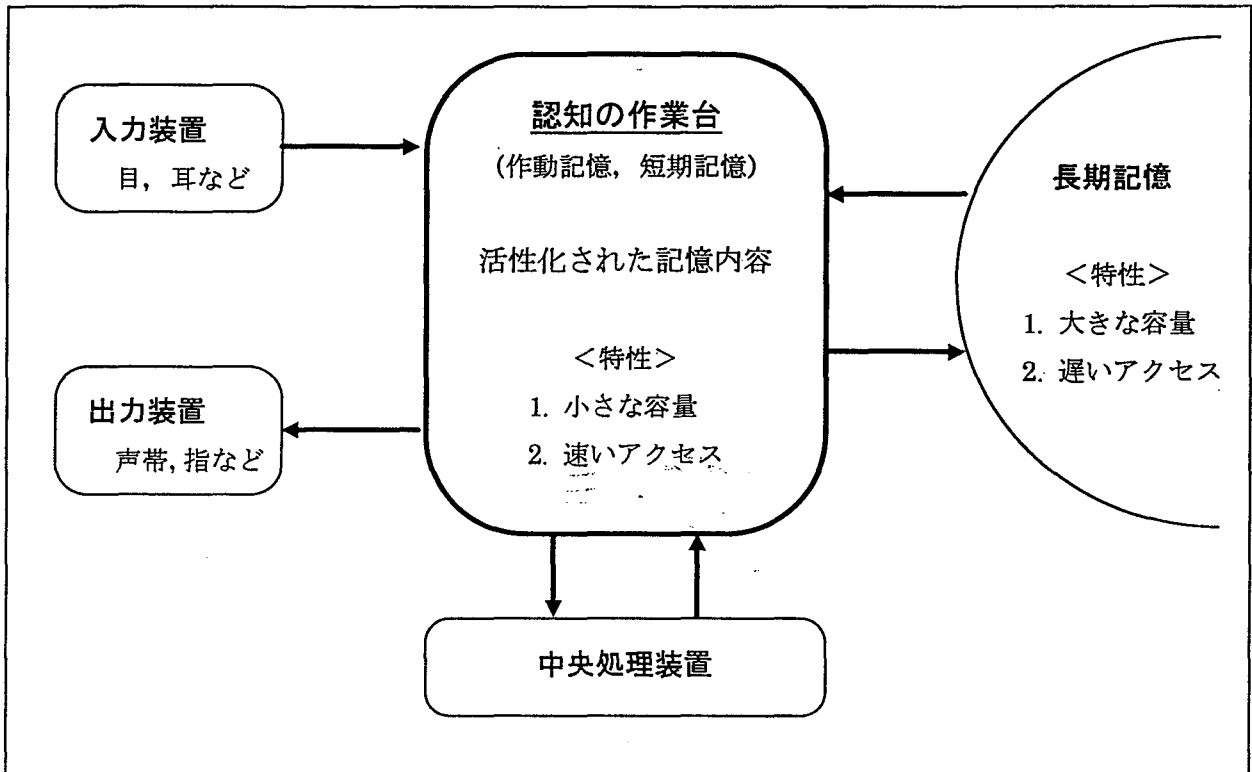 入力装置
目，耳など
出力装置
声帯，指など
認知の作業台
(作動記憶，短期記憶)
活性化された記憶内容
＜特性＞
1. 小さな容量
2. 速いアクセス
長期記憶
＜特性＞
1. 大きな容量
2. 遅いアクセス
中央処理装置